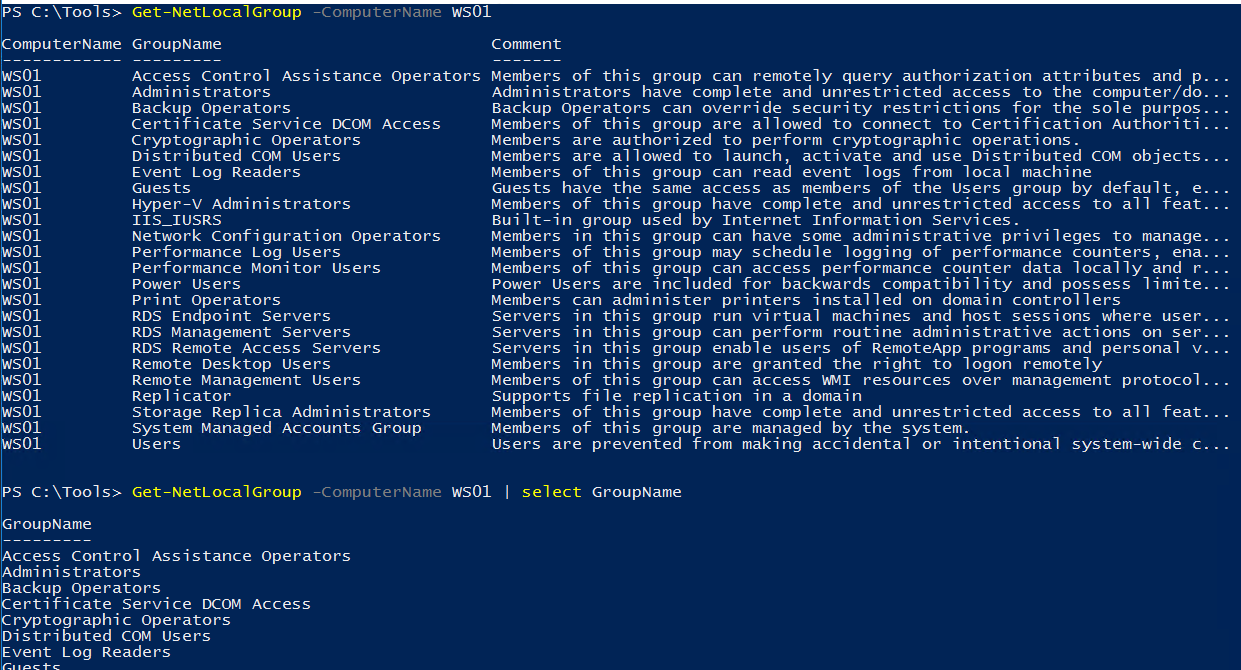 PS C:\Tools> Get-NetLocalGroup -ComputerName WS01
ComputerName GroupName Comment
------------ --------- -------
WS01 Access Control Assistance Operators Members of this group can remotely query authorization attributes and p...
WS01 Administrators Administrators have complete and unrestricted access to the computer/do...
WS01 Backup Operators Backup Operators can override security restrictions for the sole purpos...
WS01 Certificate Service DCOM Access Members of this group are allowed to connect to Certification Authoriti...
WS01 Cryptographic Operators Members are authorized to perform cryptographic operations.
WS01 Distributed COM Users Members are allowed to launch, activate and use Distributed COM objects...
WS01 Event Log Readers Members of this group can read event logs from local machine
WS01 Guests Guests have the same access as members of the Users group by default, e...
WS01 Hyper-V Administrators Members of this group have complete and unrestricted access to all feat...
WS01 IIS_IUSRS Built-in group used by Internet Information Services.
WS01 Network Configuration Operators Members in this group can have some administrative privileges to manage...
WS01 Performance Log Users Members of this group may schedule logging of performance counters, ena...
WS01 Performance Monitor Users Members of this group can access performance counter data locally and r...
WS01 Power Users Power Users are included for backwards compatibility and possess limite...
WS01 Print Operators Members can administer printers installed on domain controllers
WS01 RDS Endpoint Servers Servers in this group run virtual machines and host sessions where user...
WS01 RDS Management Servers Servers in this group can perform routine administrative actions on ser...
WS01 RDS Remote Access Servers Servers in this group enable users of RemoteApp programs and personal v...
WS01 Remote Desktop Users Members in this group are granted the right to logon remotely
WS01 Remote Management Users Members of this group can access WMI resources over management protocol...
WS01 Replicator Supports file replication in a domain
WS01 Storage Replica Administrators Members of this group have complete and unrestricted access to all feat...
WS01 System Managed Accounts Group Members of this group are managed by the system.
WS01 Users Users are prevented from making accidental or intentional system-wide c...
PS C:\Tools> Get-NetLocalGroup -ComputerName WS01 | select GroupName
GroupName
---------
Access Control Assistance Operators
Administrators
Backup Operators
Certificate Service DCOM Access
Cryptographic Operators
Distributed COM Users
Event Log Readers
Guests